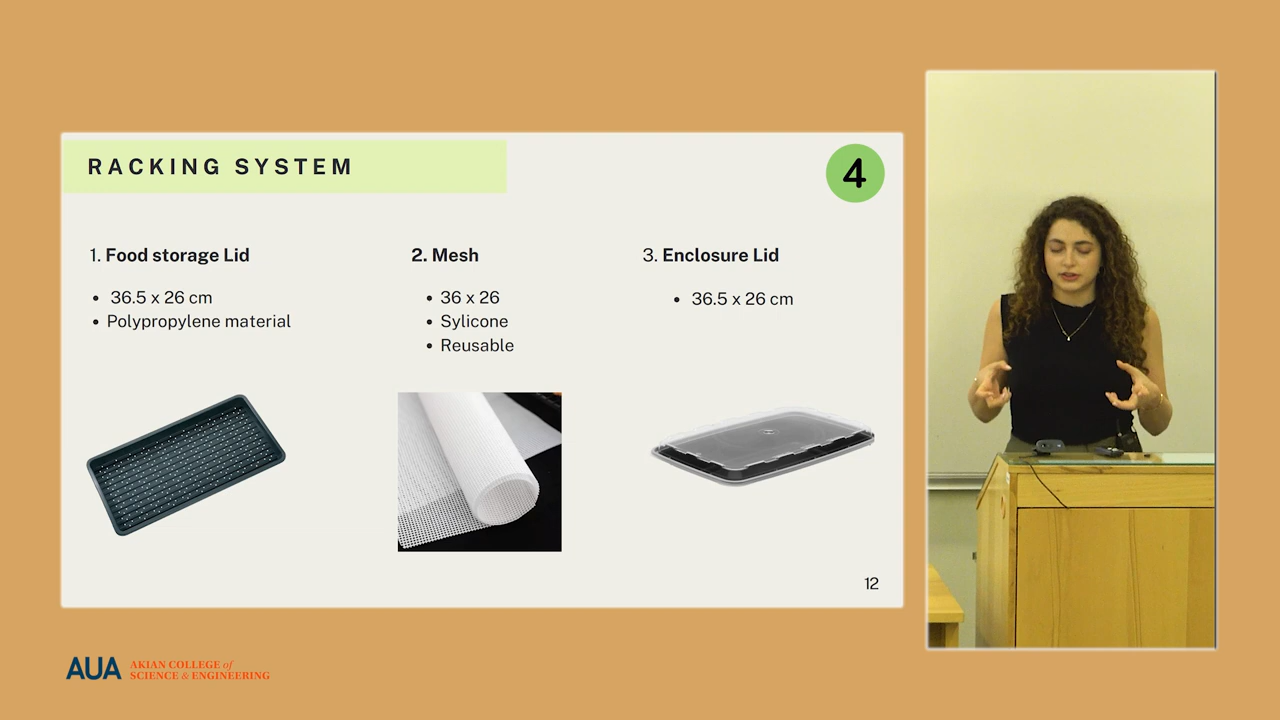 RACKING SYSTEM
4
1. Food storage Lid
• 36.5 x 26 cm
• Polypropylene material
2. Mesh
• 36 x 26
• Sylicone
• Reusable
3. Enclosure Lid
• 36.5 x 26 cm
12
AUA
AKIAN COLLEGE of
SCIENCE & ENGINEERING